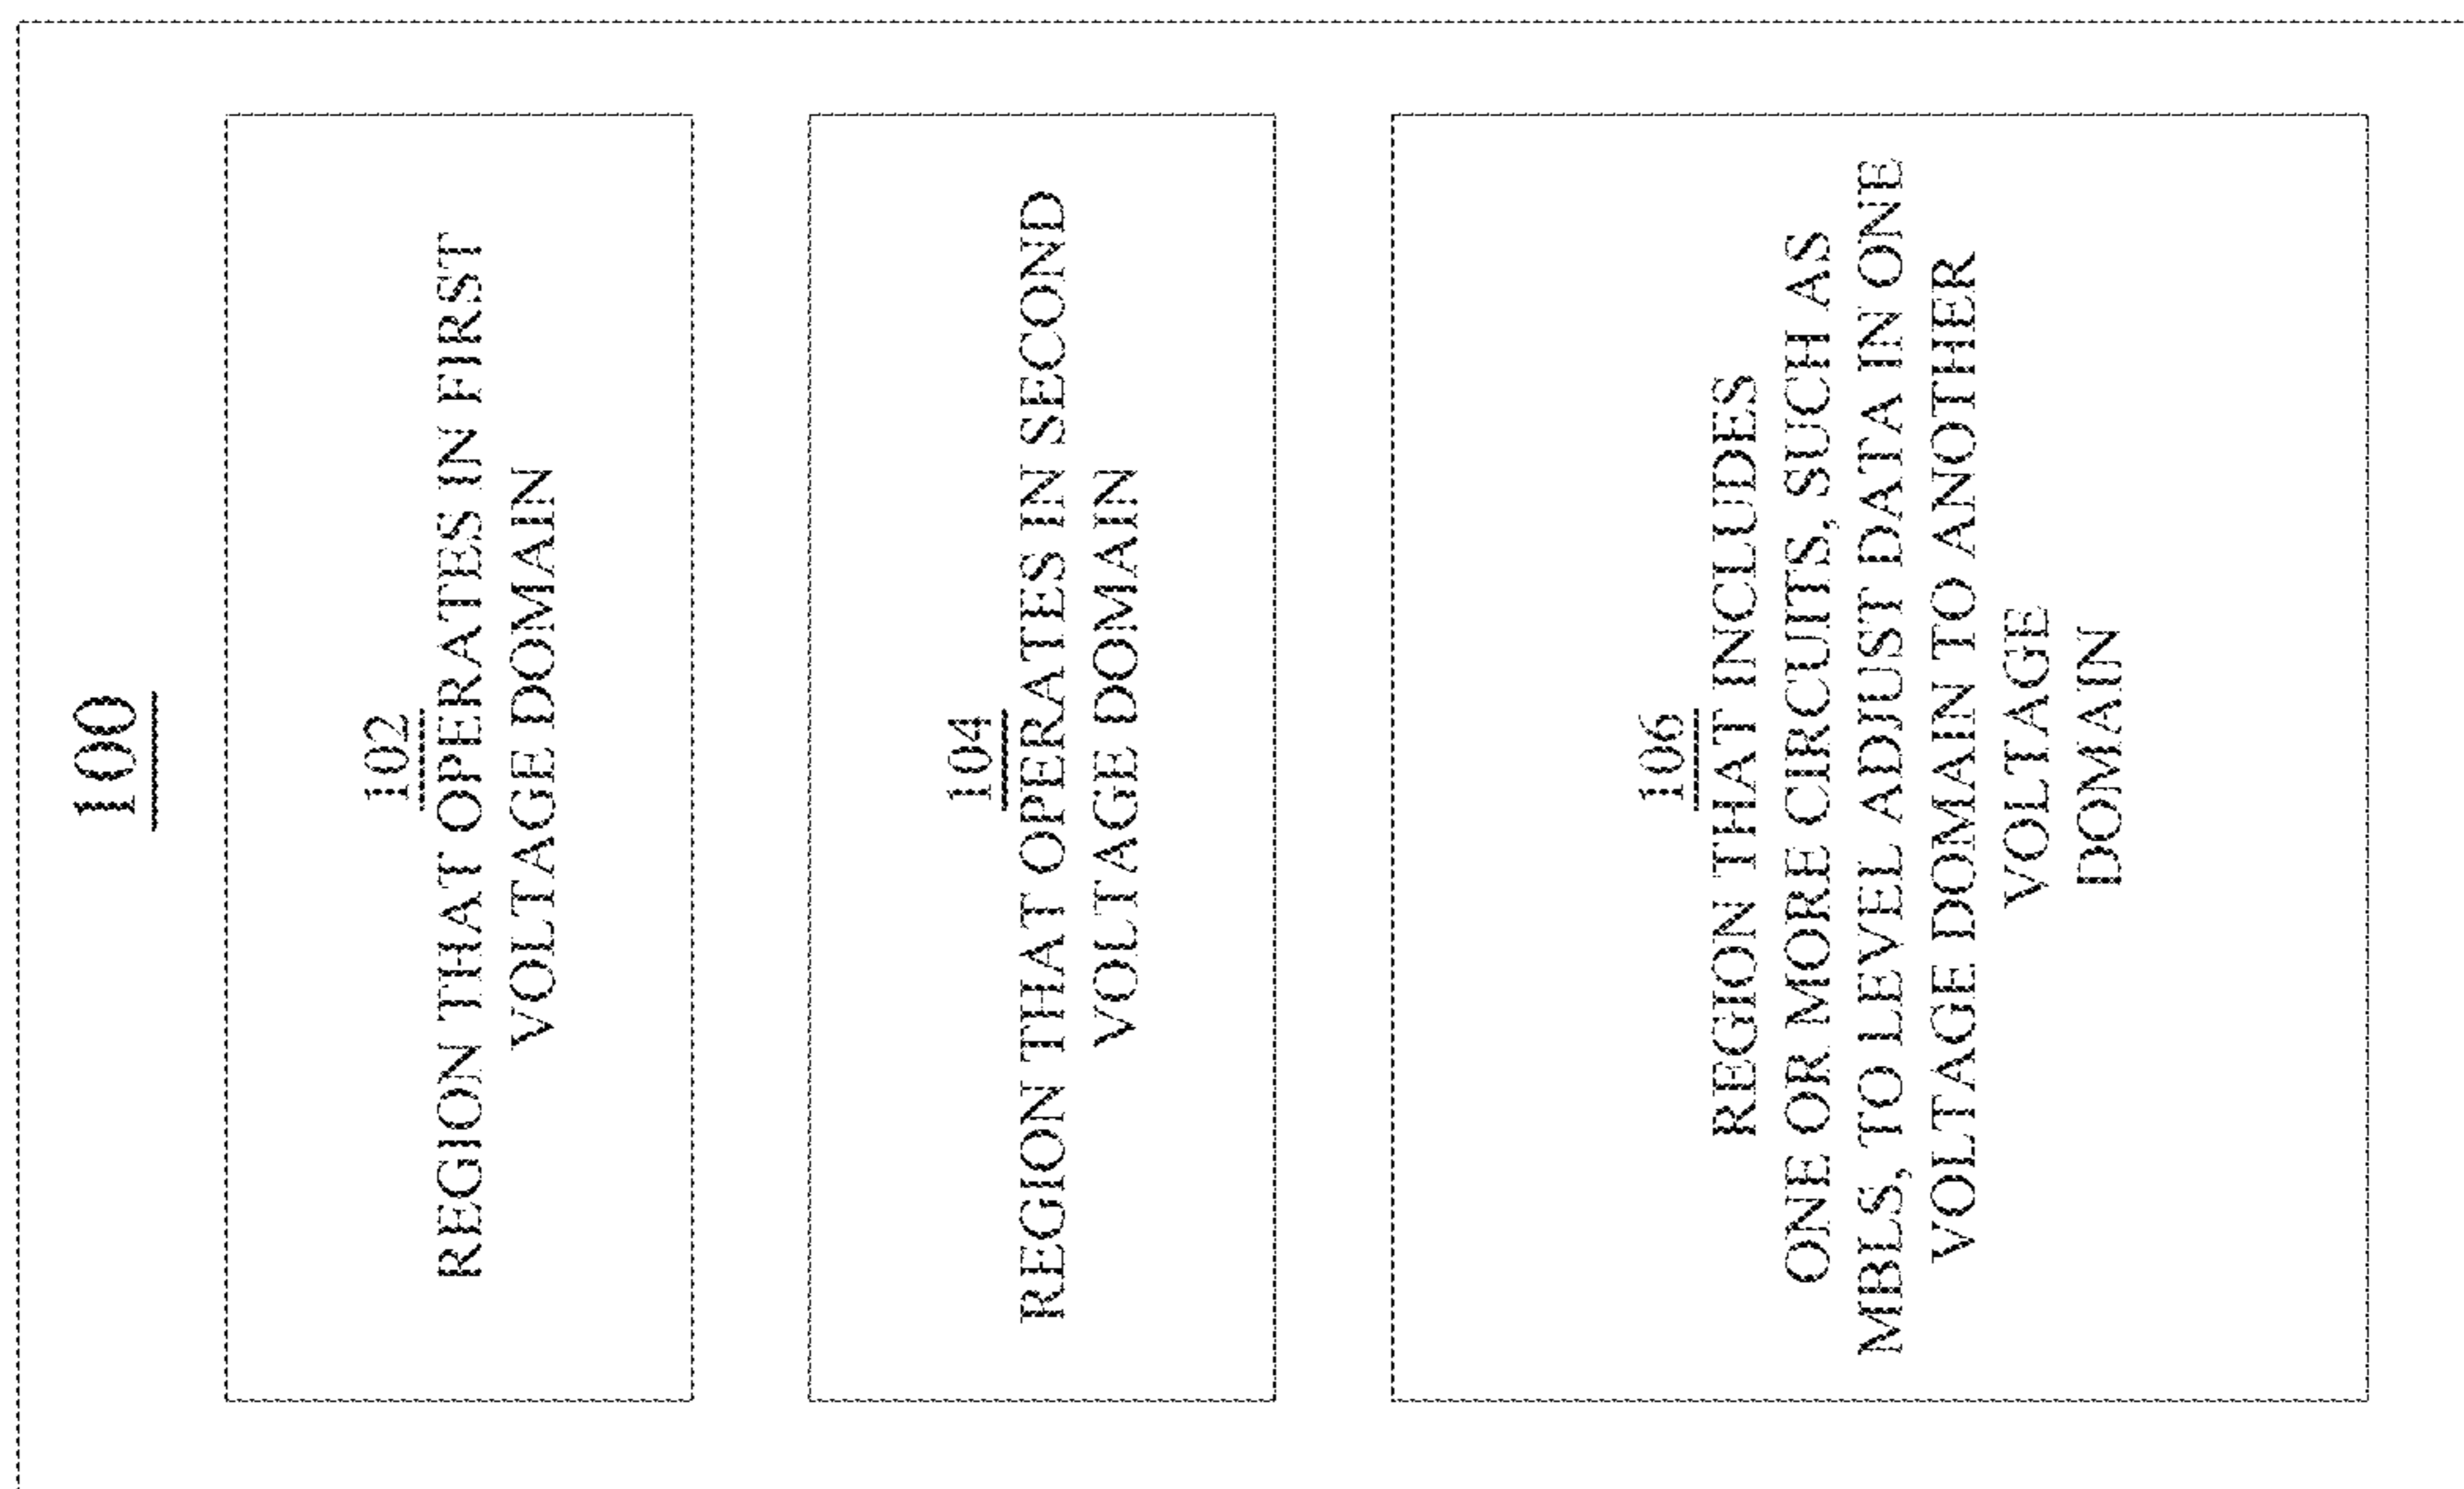 100
102
REGION THAT OPERATES IN FIRST
VOLTAGE DOMAIN
104
REGION THAT OPERATES IN SECOND
VOLTAGE DOMAIN
106
REGION THAT INCLUDES
ONE OR MORE CIRCUITS, SUCH AS
MBLS, TO LEVEL ADJUST DATA IN ONE
VOLTAGE DOMAIN TO ANOTHER
VOLTAGE
DOMAIN